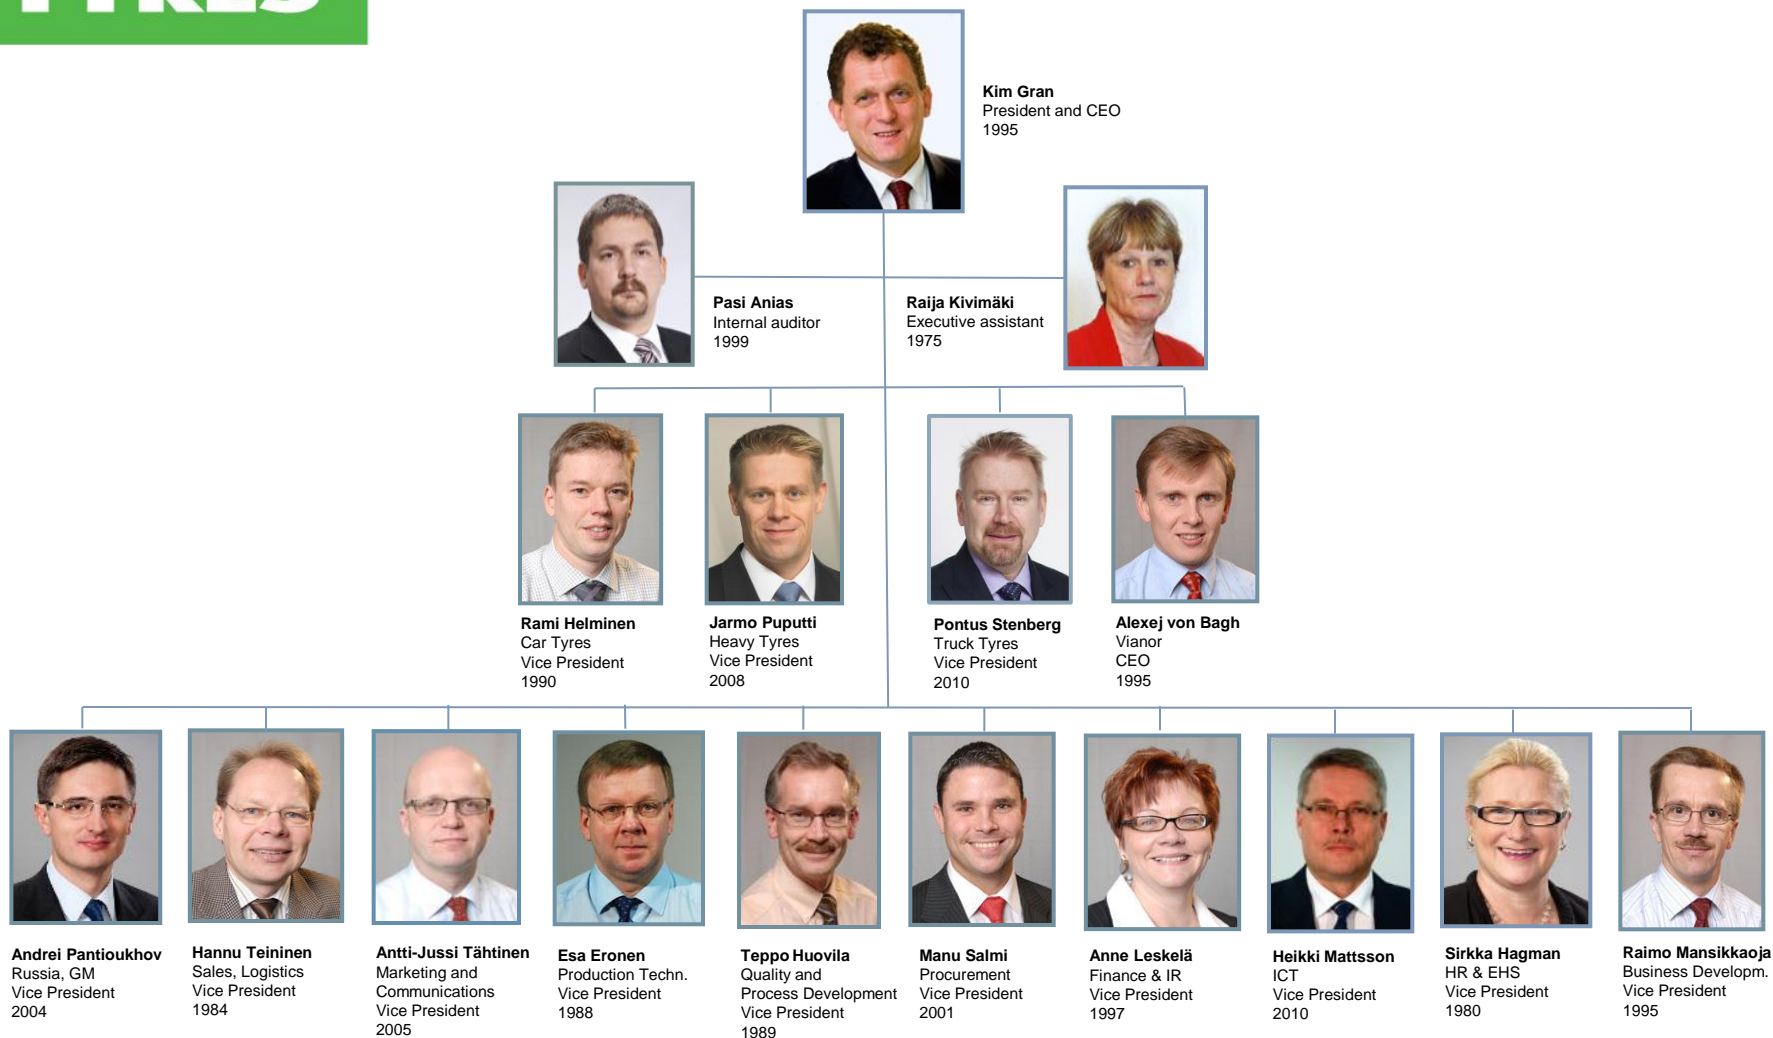 TYRES
Kim Gran
President and CEO
1995
Pasi Anias
Internal auditor
1999
Raija Kivimäki
Executive assistant
1975
Rami Helminen
Car Tyres
Vice President
1990
Jarmo Puputti
Heavy Tyres
Vice President
2008
Pontus Stenberg
Truck Tyres
Vice President
2010
Alexej von Bagh
Vianor
CEO
1995
Andrei Pantioukhov
Russia, GM
Vice President
2004
Hannu Teininen
Sales, Logistics
Vice President
1984
Antti-Jussi Tähtinen
Marketing and
Communications
Vice President
2005
Esa Eronen
Production Techn.
Vice President
1988
Teppo Huovila
Quality and
Process Development
Vice President
1989
Manu Salmi
Procurement
Vice President
2001
Anne Leskelä
Finance & IR
Vice President
1997
Heikki Mattsson
ICT
Vice President
2010
Sirkka Hagman
HR & EHS
Vice President
1980
Raimo Mansikkaoja
Business Developm.
Vice President
1995